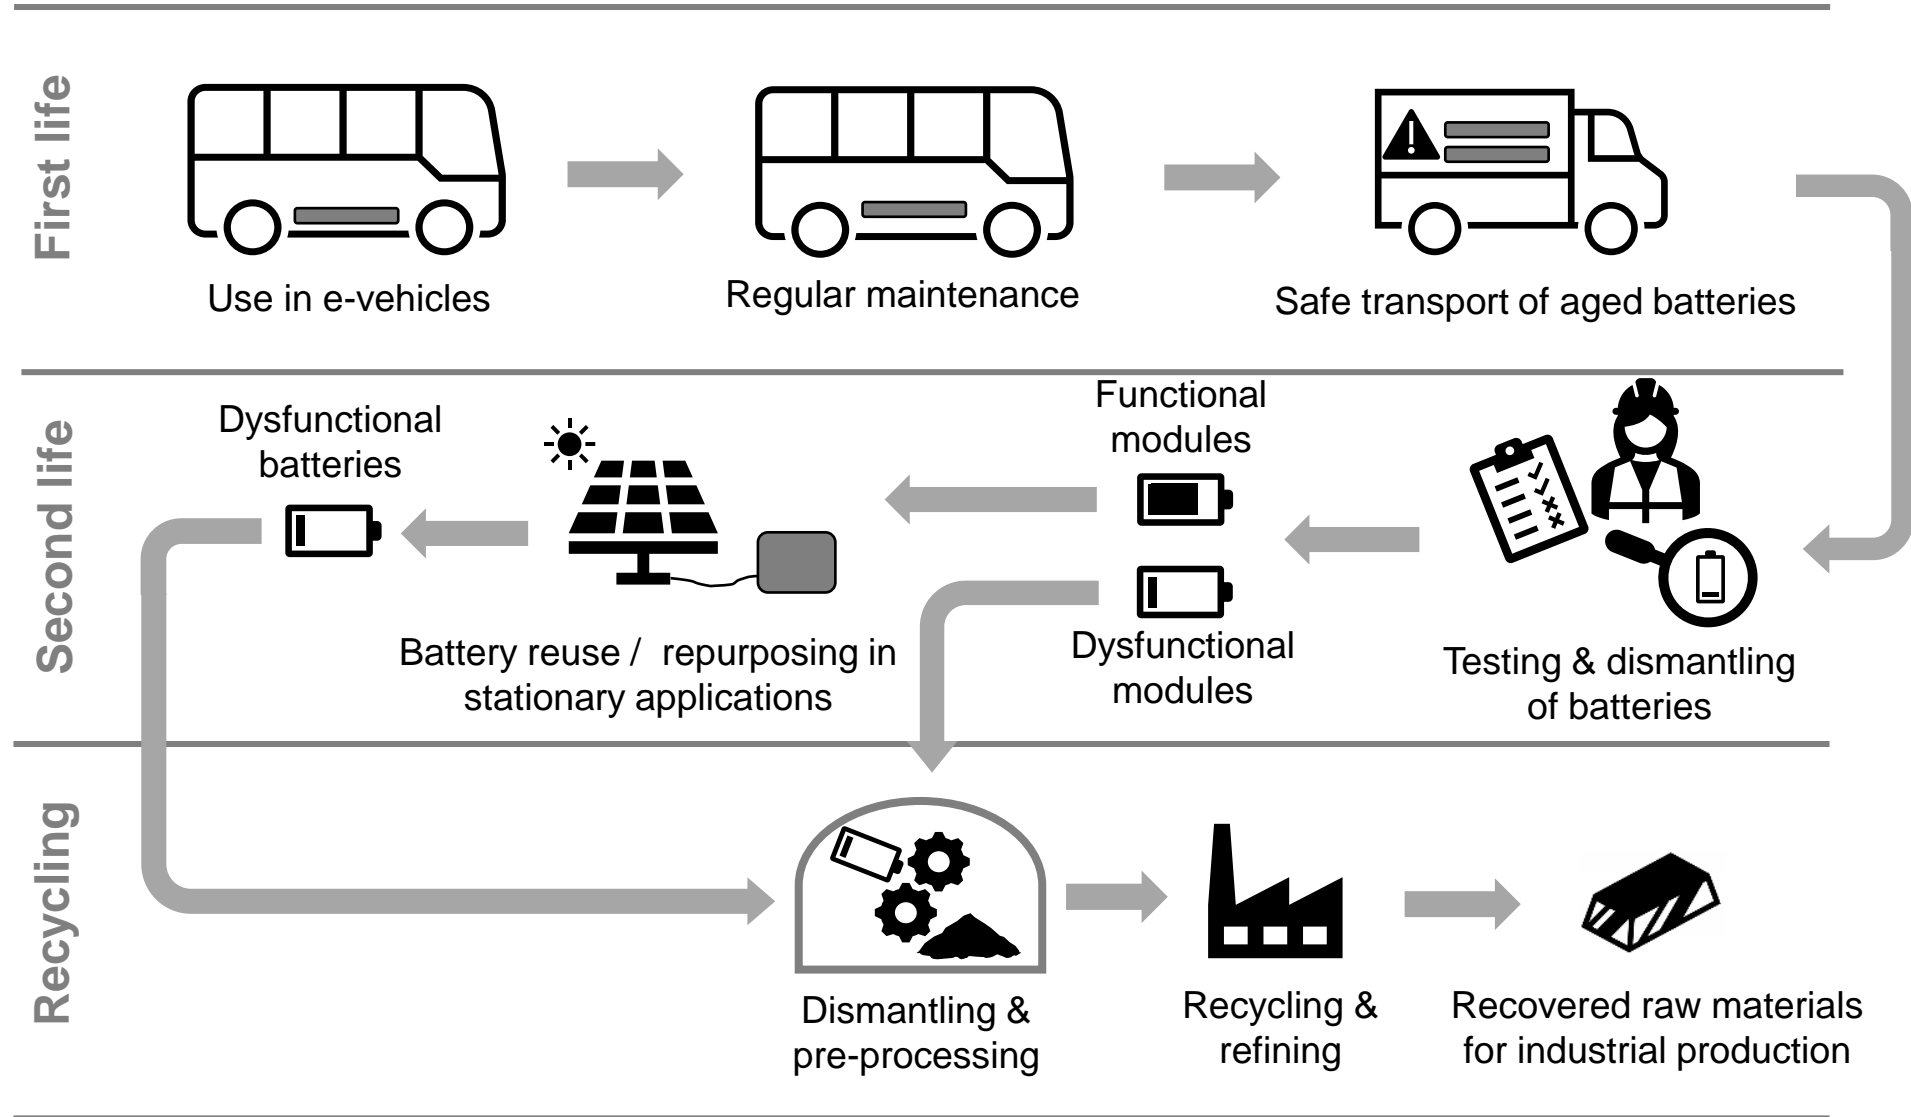 First life
Use in e-vehicles
Regular maintenance
Safe transport of aged batteries
Second life
Dysfunctional
batteries
Battery reuse / repurposing in
stationary applications
Functional
modules
Dysfunctional
modules
Testing & dismantling
of batteries
Recycling
Dismantling &
pre-processing
Recycling &
refining
Recovered raw materials
for industrial production